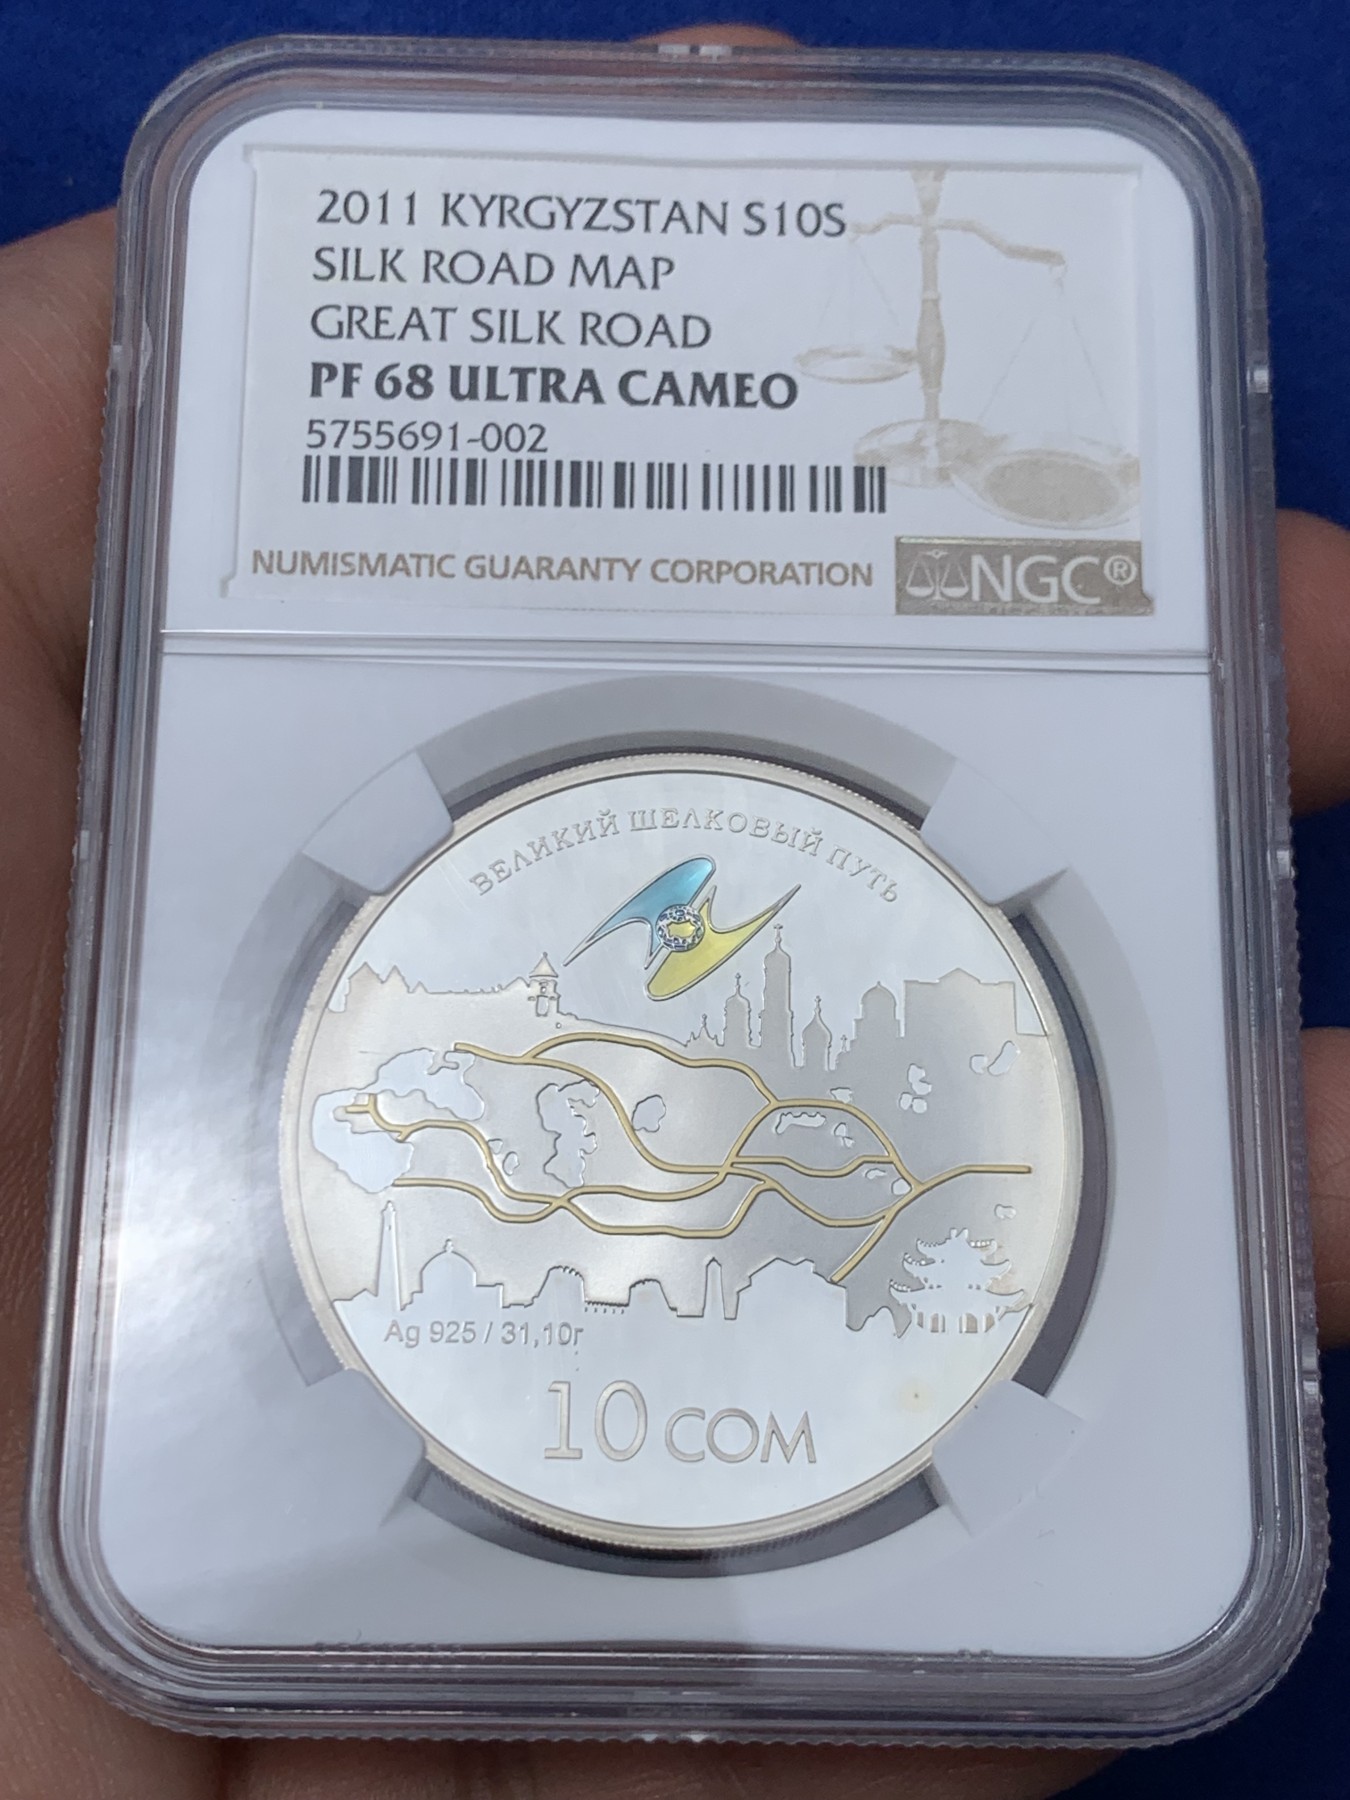 2011 KYRGYZSTAN S10S
SILK ROAD MAP
GREAT SILK ROAD
PF 68 ULTRA CAMEO
5755691-002
NUMISMATIC GUARANTY CORPORATION
NGC®
ВЕЛИКИЙ ШЕЛКОВЫЙ ПУТЬ
Ag 925 / 31,10г
10 СОМ